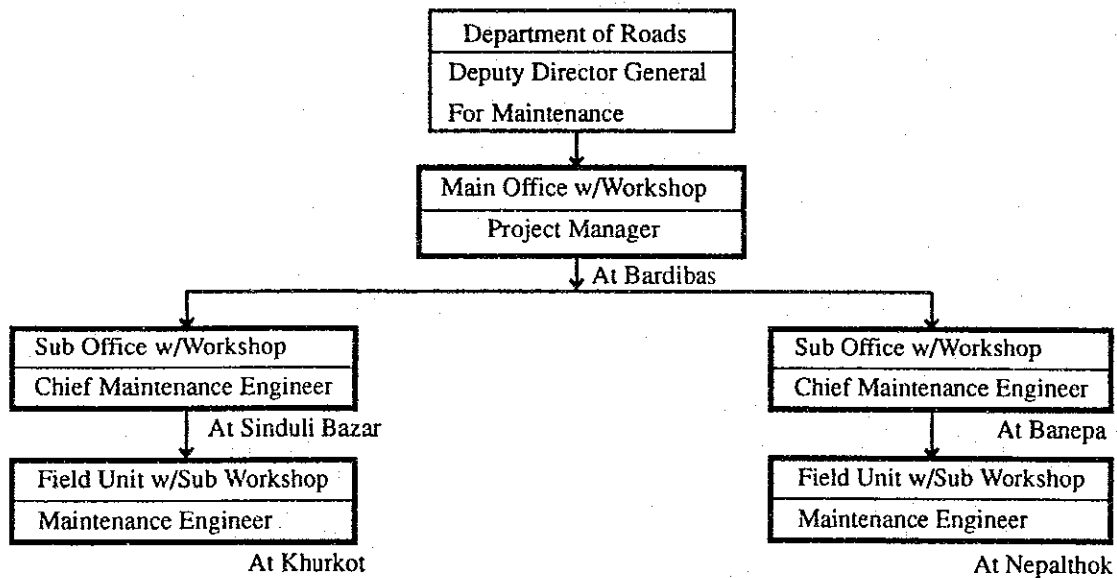 Department of Roads
Deputy Director General
For Maintenance
Main Office w/Workshop
Project Manager
At Bardibas
Sub Office w/Workshop
Chief Maintenance Engineer
At Sinduli Bazar
Field Unit w/Sub Workshop
Maintenance Engineer
At Khurkot
Sub Office w/Workshop
Chief Maintenance Engineer
At Banepa
Field Unit w/Sub Workshop
Maintenance Engineer
At Nepalthok